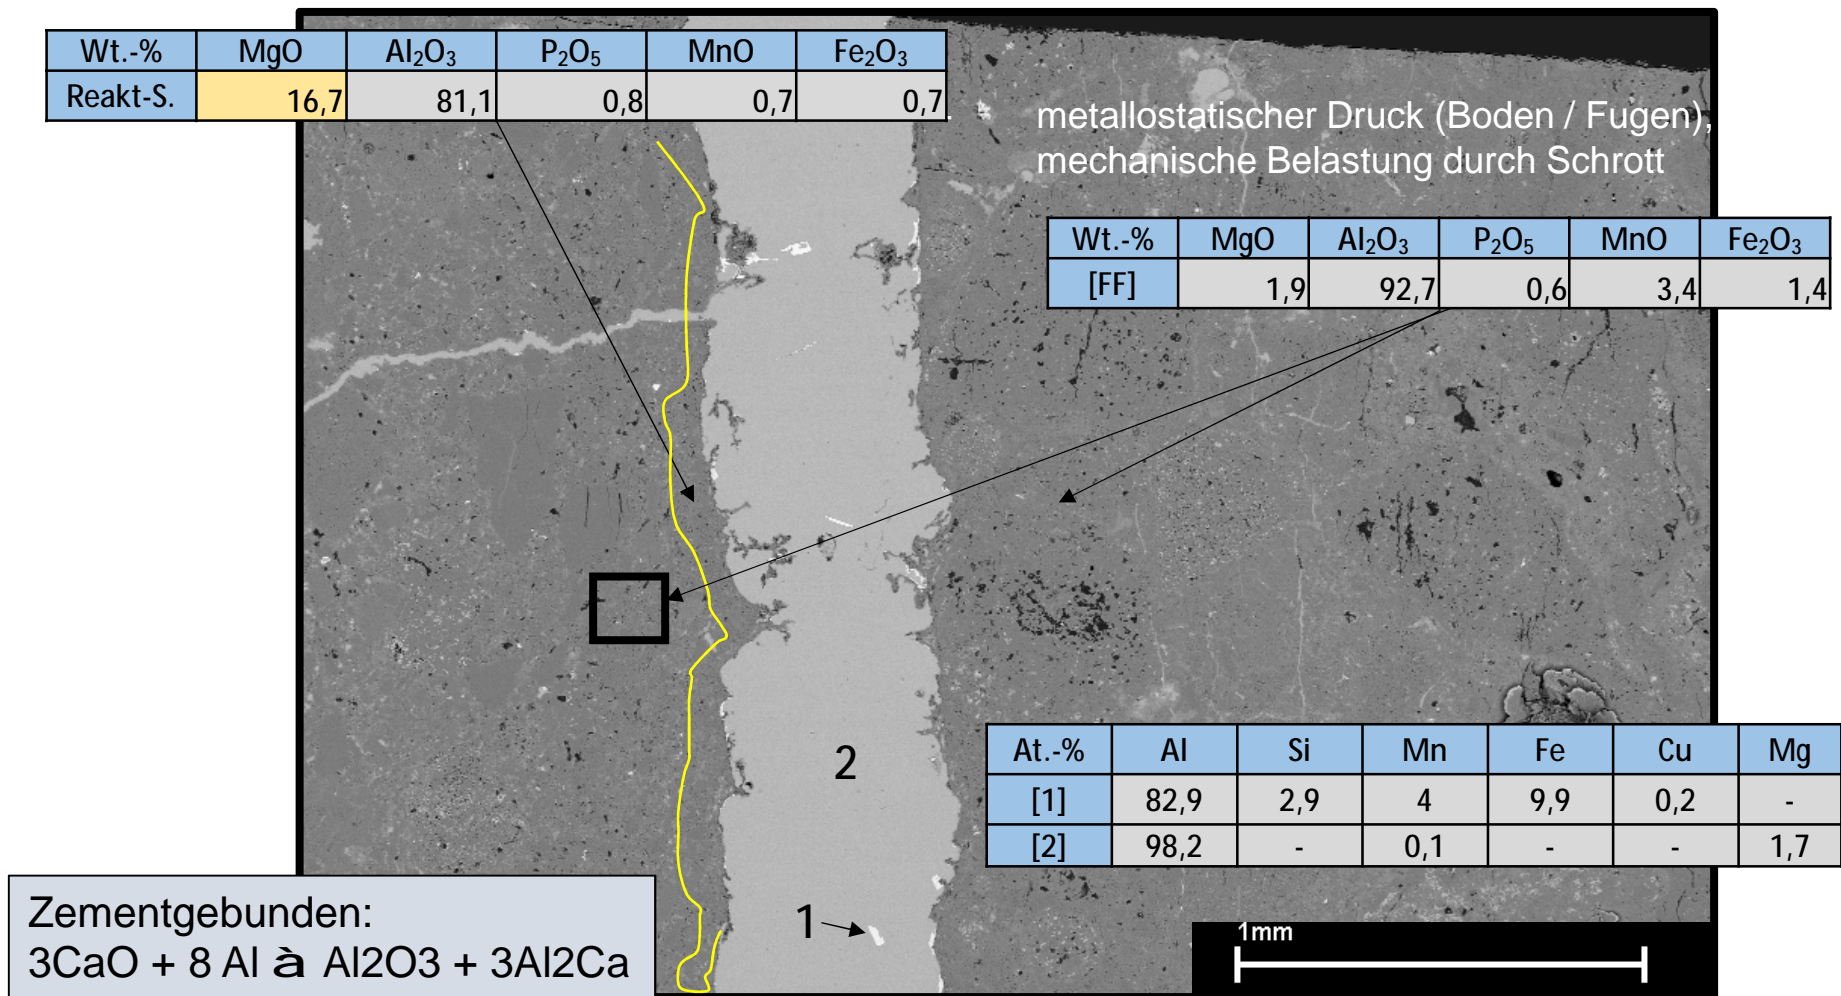 Wt.-% MgO Al₂O₃ P₂O₅ MnO Fe₂O₃
Reakt-S. 16,7 81,1 0,8 0,7 0,7
metallostatischer Druck (Boden / Fugen),
mechanische Belastung durch Schrott
Wt.-% MgO Al₂O₃ P₂O₅ MnO Fe₂O₃
[FF] 1,9 92,7 0,6 3,4 1,4
2
At.-% Al Si Mn Fe Cu Mg
[1] 82,9 2,9 4 9,9 0,2 -
[2] 98,2 - 0,1 - - 1,7
1
1mm
Zementgebunden:
3CaO + 8 Al à Al2O3 + 3Al2Ca